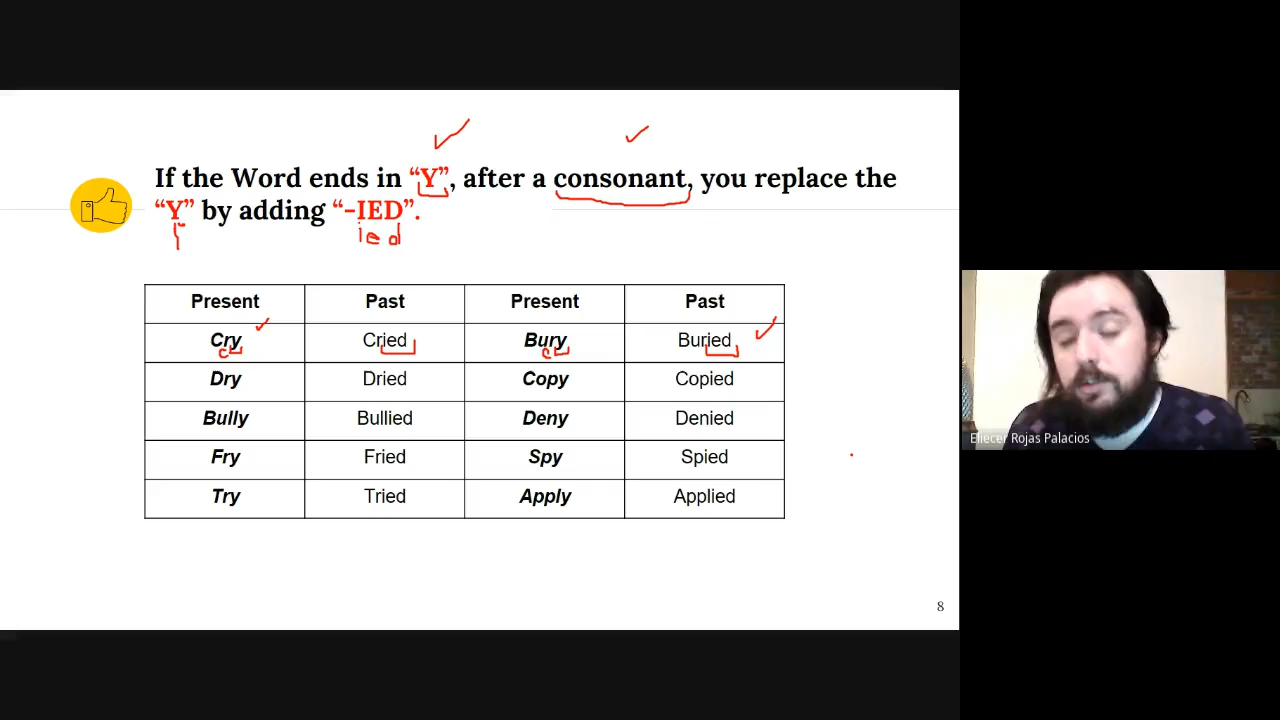 If the Word ends in “Y”, after a consonant, you replace the
“Y” by adding “-IED”.
ied
Present Past Present Past
Cry Cried Bury Buried
c c
Dry Dried Copy Copied
Bully Bullied Deny Denied
Fry Fried Spy Spied
Try Tried Apply Applied
Eliecer Rojas Palacios
8